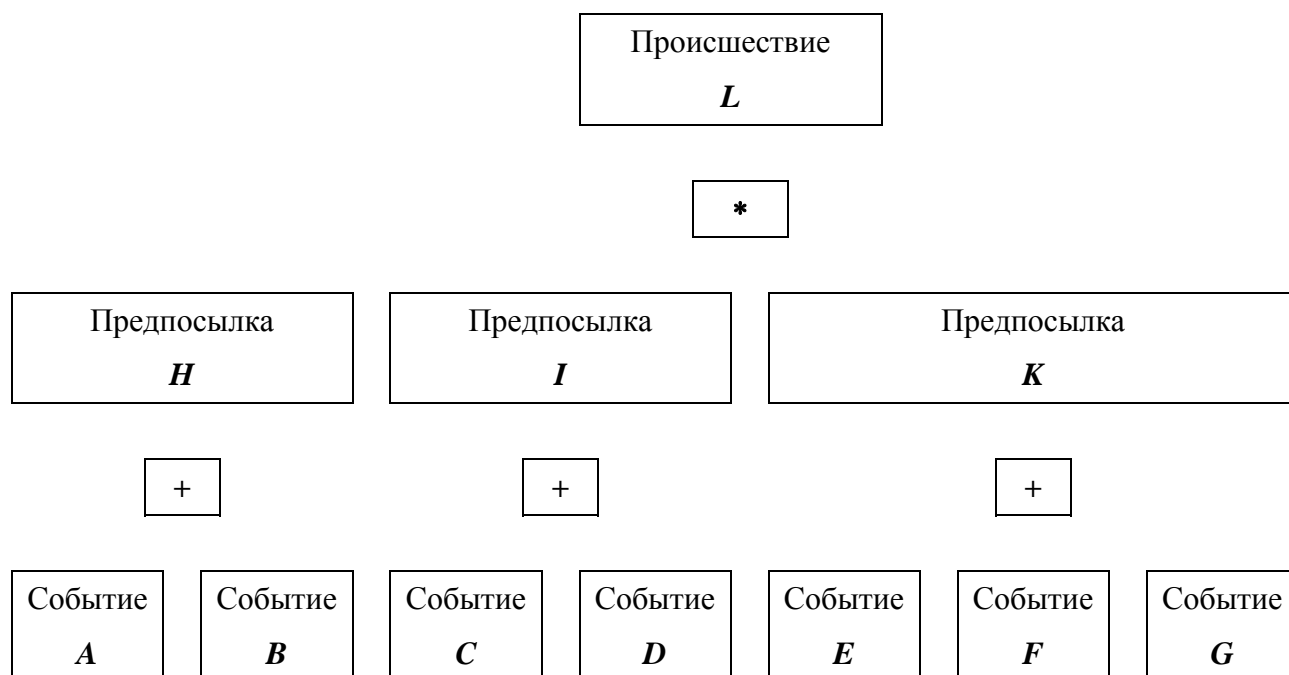 Происшествие
L
*
Предпосылка Предпосылка Предпосылка
H I K
+ + +
Событие Событие Событие Событие Событие Событие Событие
A B C D E F G